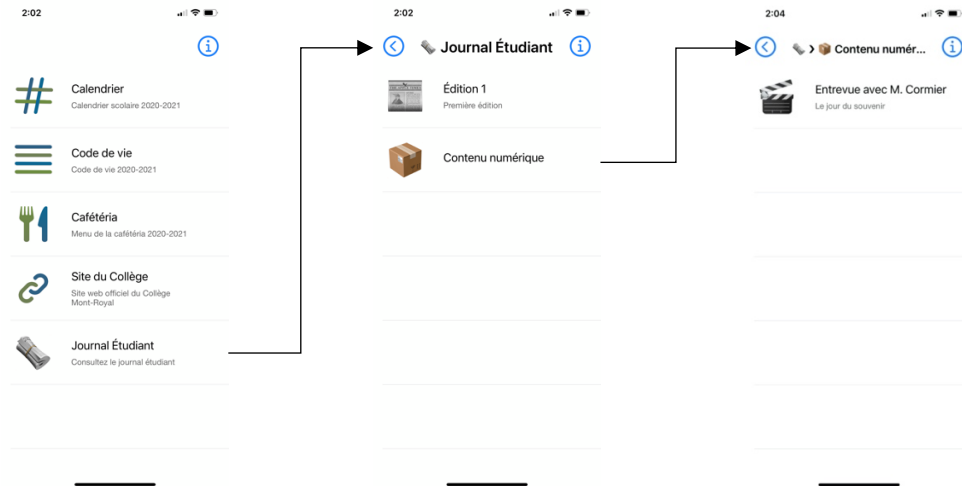 2:02
Calendrier
Calendrier scolaire 2020-2021
Code de vie
Code de vie 2020-2021
Cafétéria
Menu de la cafétéria 2020-2021
Site du Collège
Site web officiel du Collège
Mont-Royal
Journal Étudiant
Consultez le journal étudiant
2:02
Journal Étudiant
Édition 1
Première édition
Contenu numérique
2:04
Contenu numér...
Entrevue avec M. Cormier
Le jour du souvenir